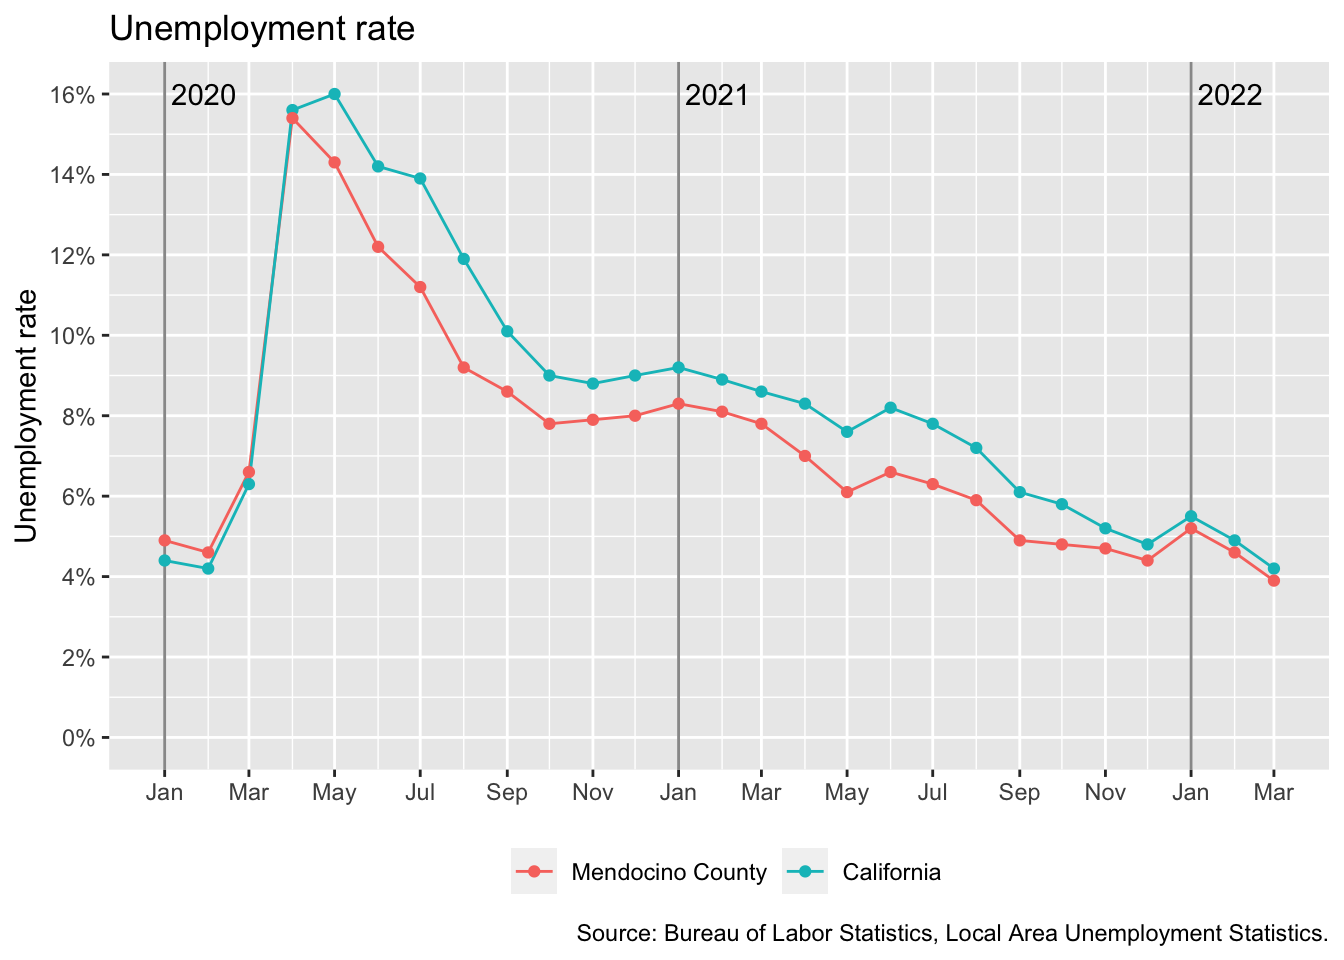 Unemployment rate
2020 2021 2022
16%
14%
12%
10%
8%
6%
4%
2%
0%
Unemployment rate
Jan Mar May Jul Sep Nov Jan Mar May Jul Sep Nov Jan Mar
Mendocino County California
Source: Bureau of Labor Statistics, Local Area Unemployment Statistics.